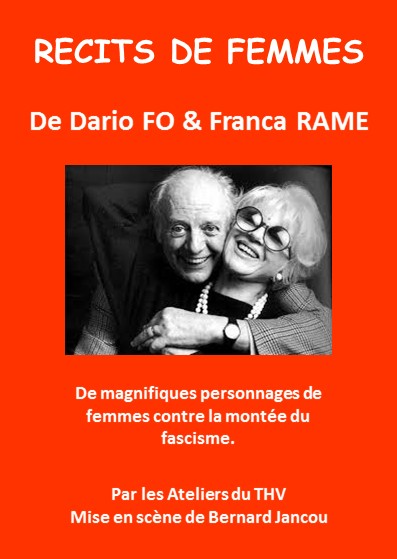 RECITS DE FEMMES
De Dario FO & Franca RAME
De magnifiques personnages de
femmes contre la montée du
fascisme.
Par les Ateliers du THV
Mise en scène de Bernard Jancou